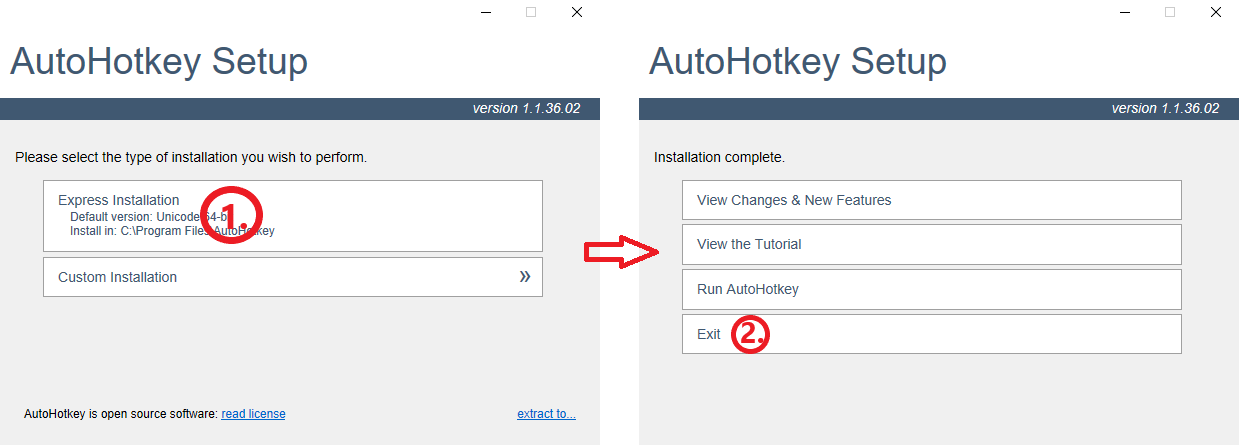 AutoHotkey Setup
version 1.1.36.02
Please select the type of installation you wish to perform.
Express Installation
Default version: Unicode 64-b
Install in: C:\Program Files\AutoHotkey
1.
Custom Installation »
AutoHotkey is open source software: read license
extract to...
AutoHotkey Setup
version 1.1.36.02
Installation complete.
View Changes & New Features
View the Tutorial
Run AutoHotkey
Exit
2.